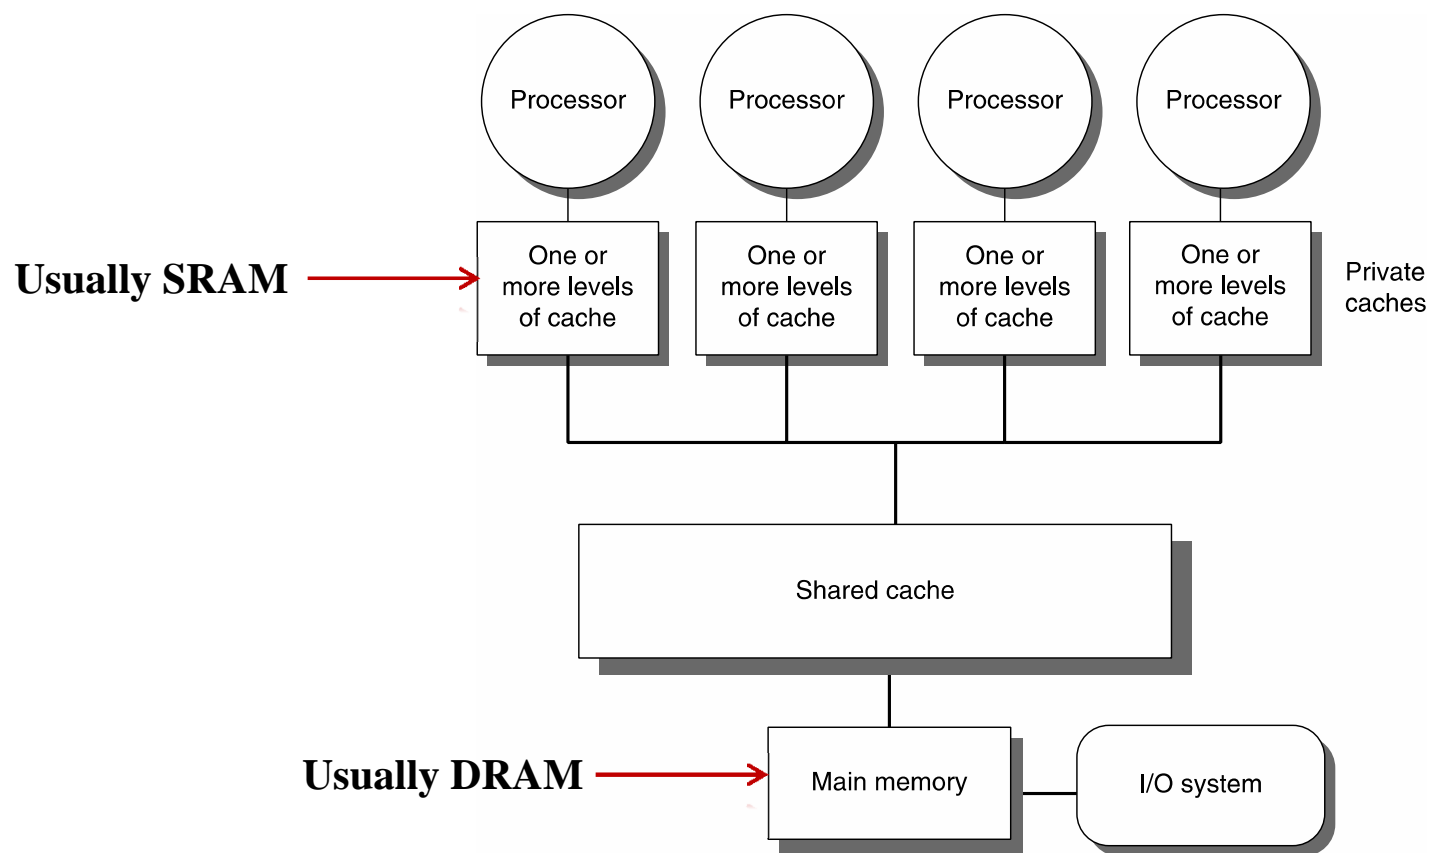 Processor
Processor
Processor
Processor
Usually SRAM
One or
more levels
of cache
One or
more levels
of cache
One or
more levels
of cache
One or
more levels
of cache
Private
caches
Shared cache
Usually DRAM
Main memory
I/O system